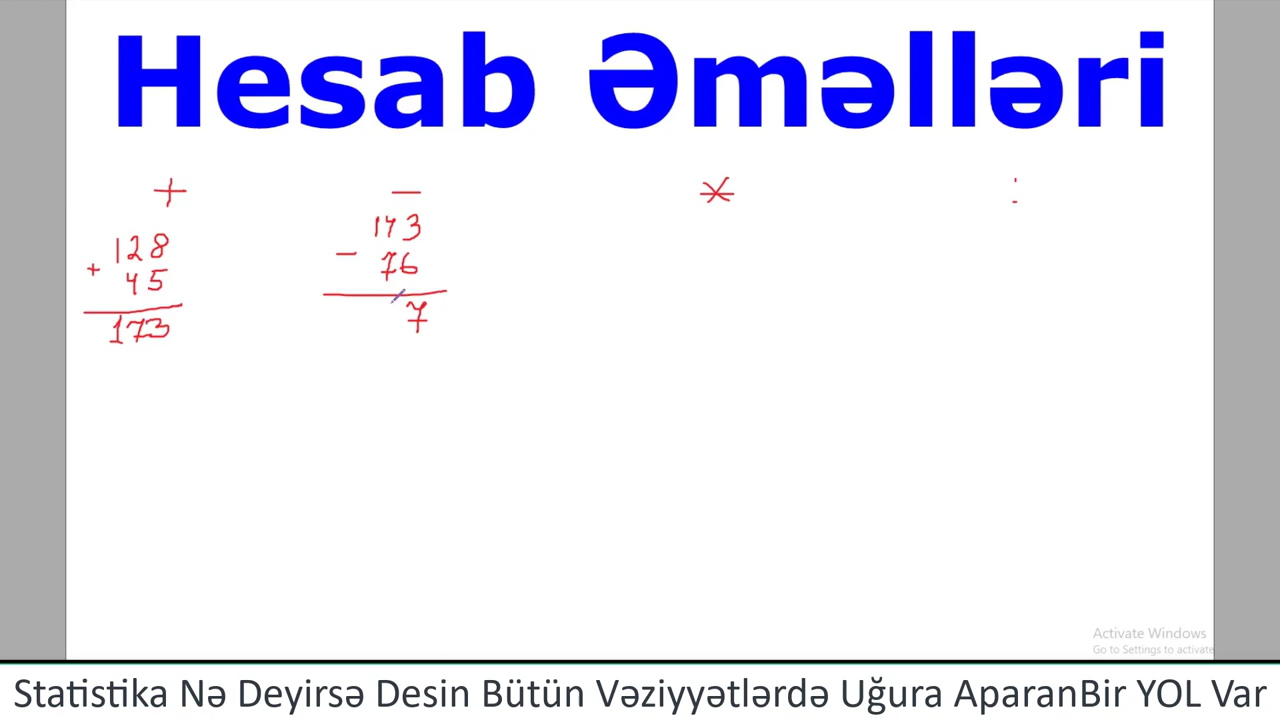 Hesab Əməlləri
+ − * :
128
+ 45
173
143
− 76
7
Activate Windows
Go to Settings to activate
Statistika Nə Deyirsə Desin Bütün Vəziyyətlərdə Uğura AparanBir YOL Var